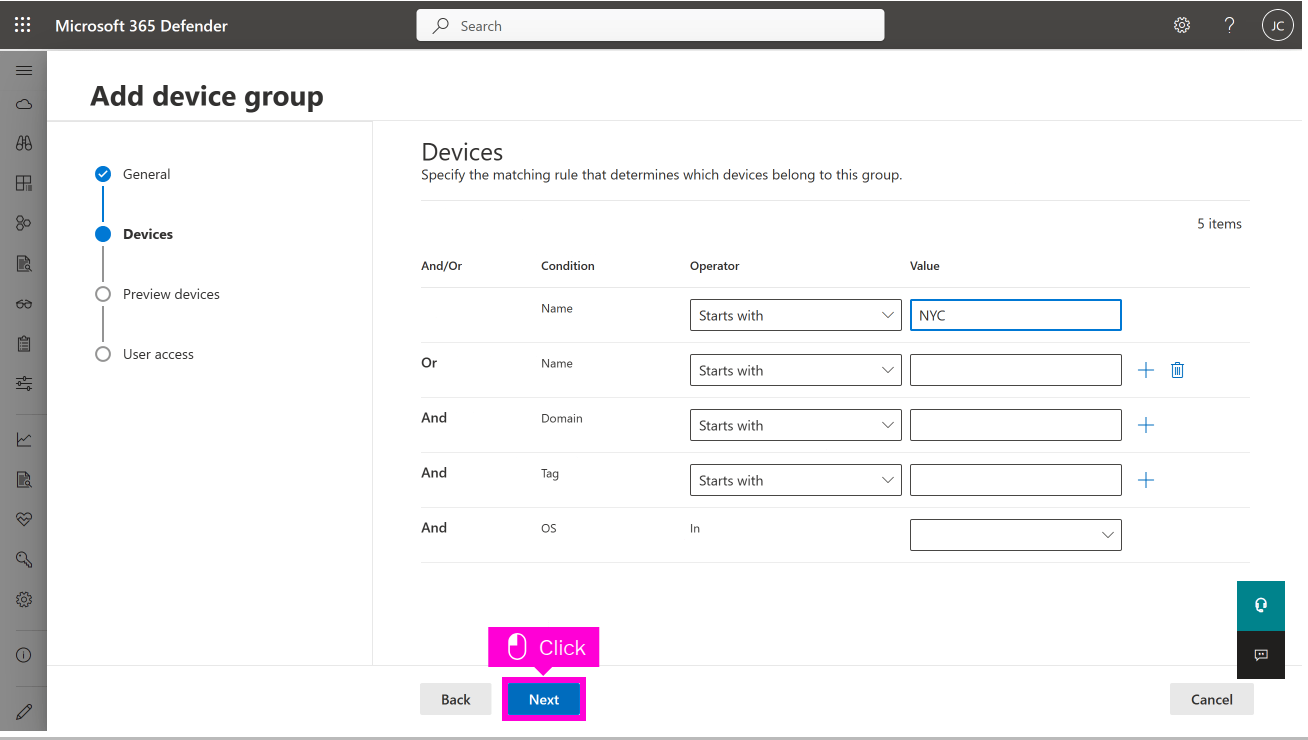 Microsoft 365 Defender
Search
JC
Add device group
General
Devices
Preview devices
User access
Devices
Specify the matching rule that determines which devices belong to this group.
5 items
And/Or Condition Operator Value
Name Starts with NYC
Or Name Starts with
And Domain Starts with
And Tag Starts with
And OS In
Click
Back Next Cancel